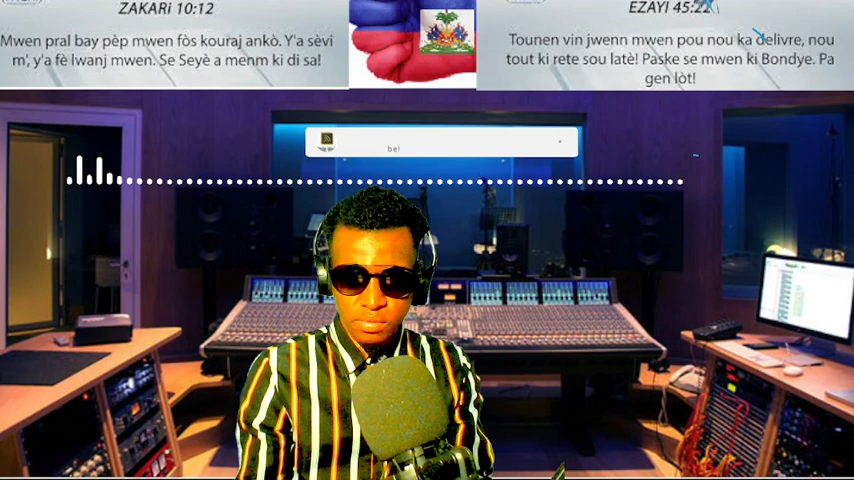 ZAKARI 10:12
Mwen pral bay pèp mwen fòs kouraj ankò. Y'a sèvi
m', y'a fè lwanj mwen. Se Seyè a menm ki di sa!
EZAYI 45:22
Tounen vin jwenn mwen pou nou ka delivre, nou
tout ki rete sou latè! Paske se mwen ki Bondye. Pa
gen lòt!
be!